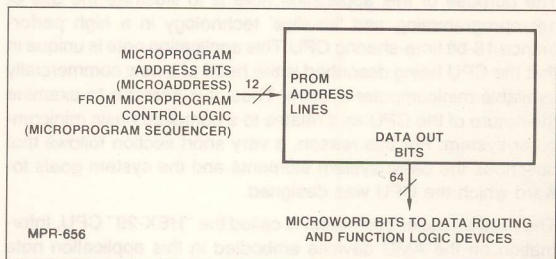 MICROPROGRAM
ADDRESS BITS
(MICROADDRESS)
FROM MICROPROGRAM
CONTROL LOGIC
(MICROPROGRAM SEQUENCER)
12
PROM
ADDRESS
LINES
DATA OUT
BITS
64
MICROWORD BITS TO DATA ROUTING
AND FUNCTION LOGIC DEVICES
MPR-656